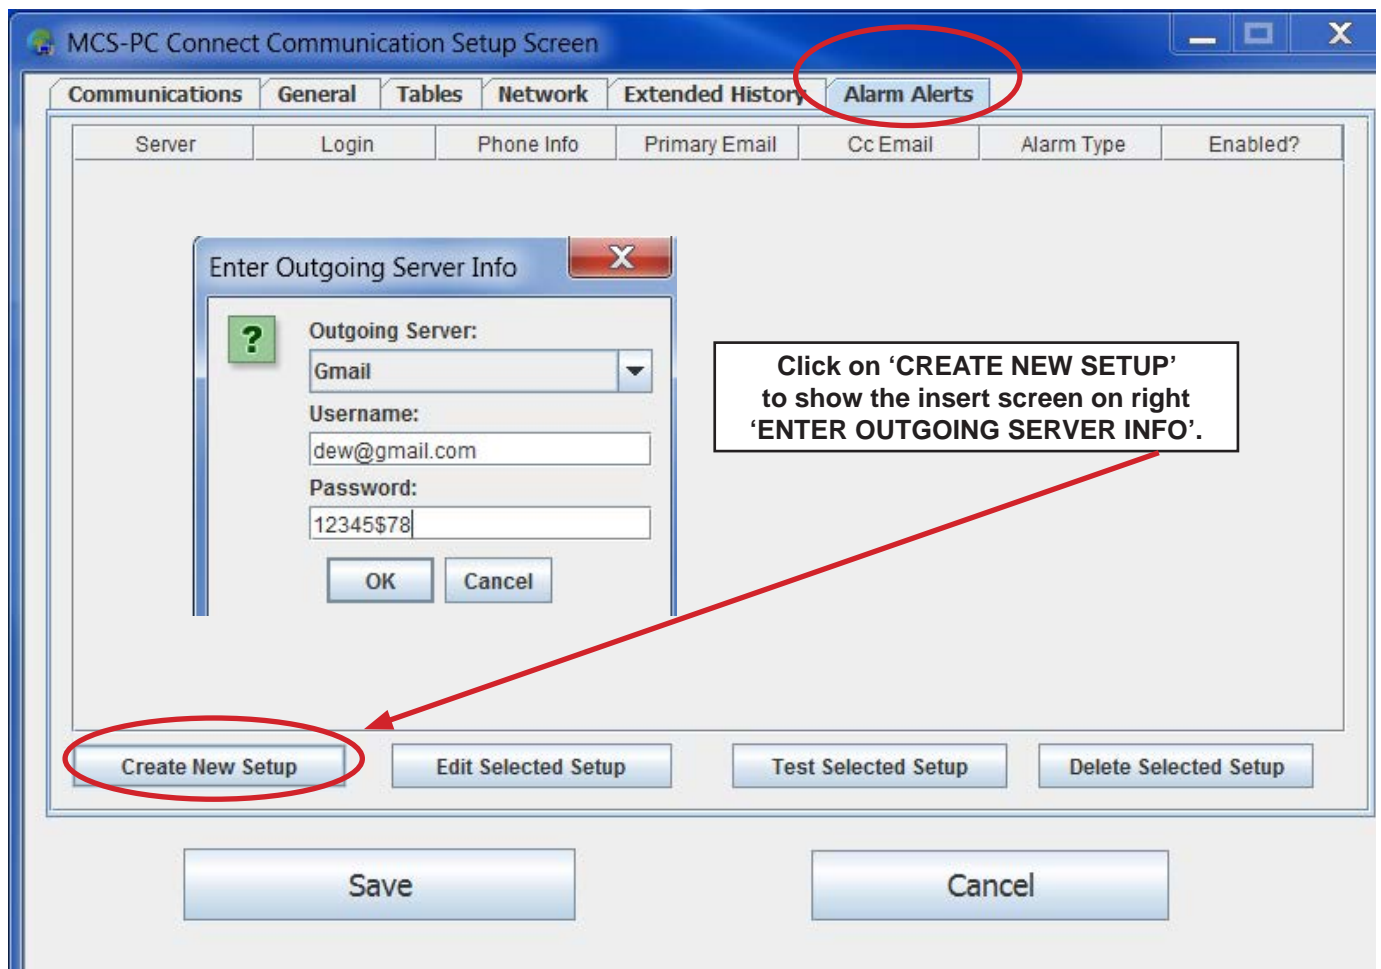 MCS-PC Connect Communication Setup Screen
Communications General Tables Network Extended History Alarm Alerts
Server Login Phone Info Primary Email Cc Email Alarm Type Enabled?
Enter Outgoing Server Info
?
Outgoing Server:
Gmail
Username:
dew@gmail.com
Password:
12345$78
OK Cancel
Click on ‘CREATE NEW SETUP’
to show the insert screen on right
‘ENTER OUTGOING SERVER INFO’.
Create New Setup Edit Selected Setup Test Selected Setup Delete Selected Setup
Save Cancel